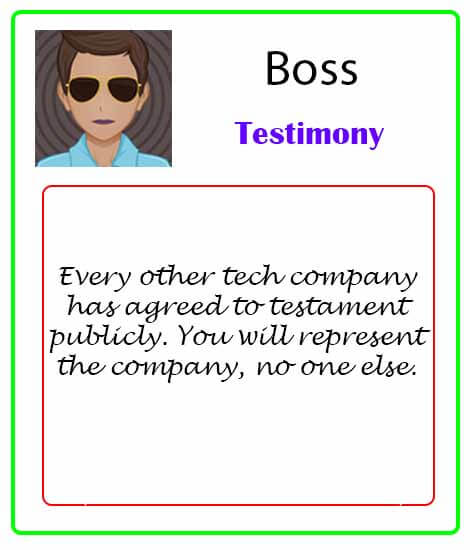 Boss
Testimony
Every other tech company
has agreed to testament
publicly. You will represent
the company, no one else.